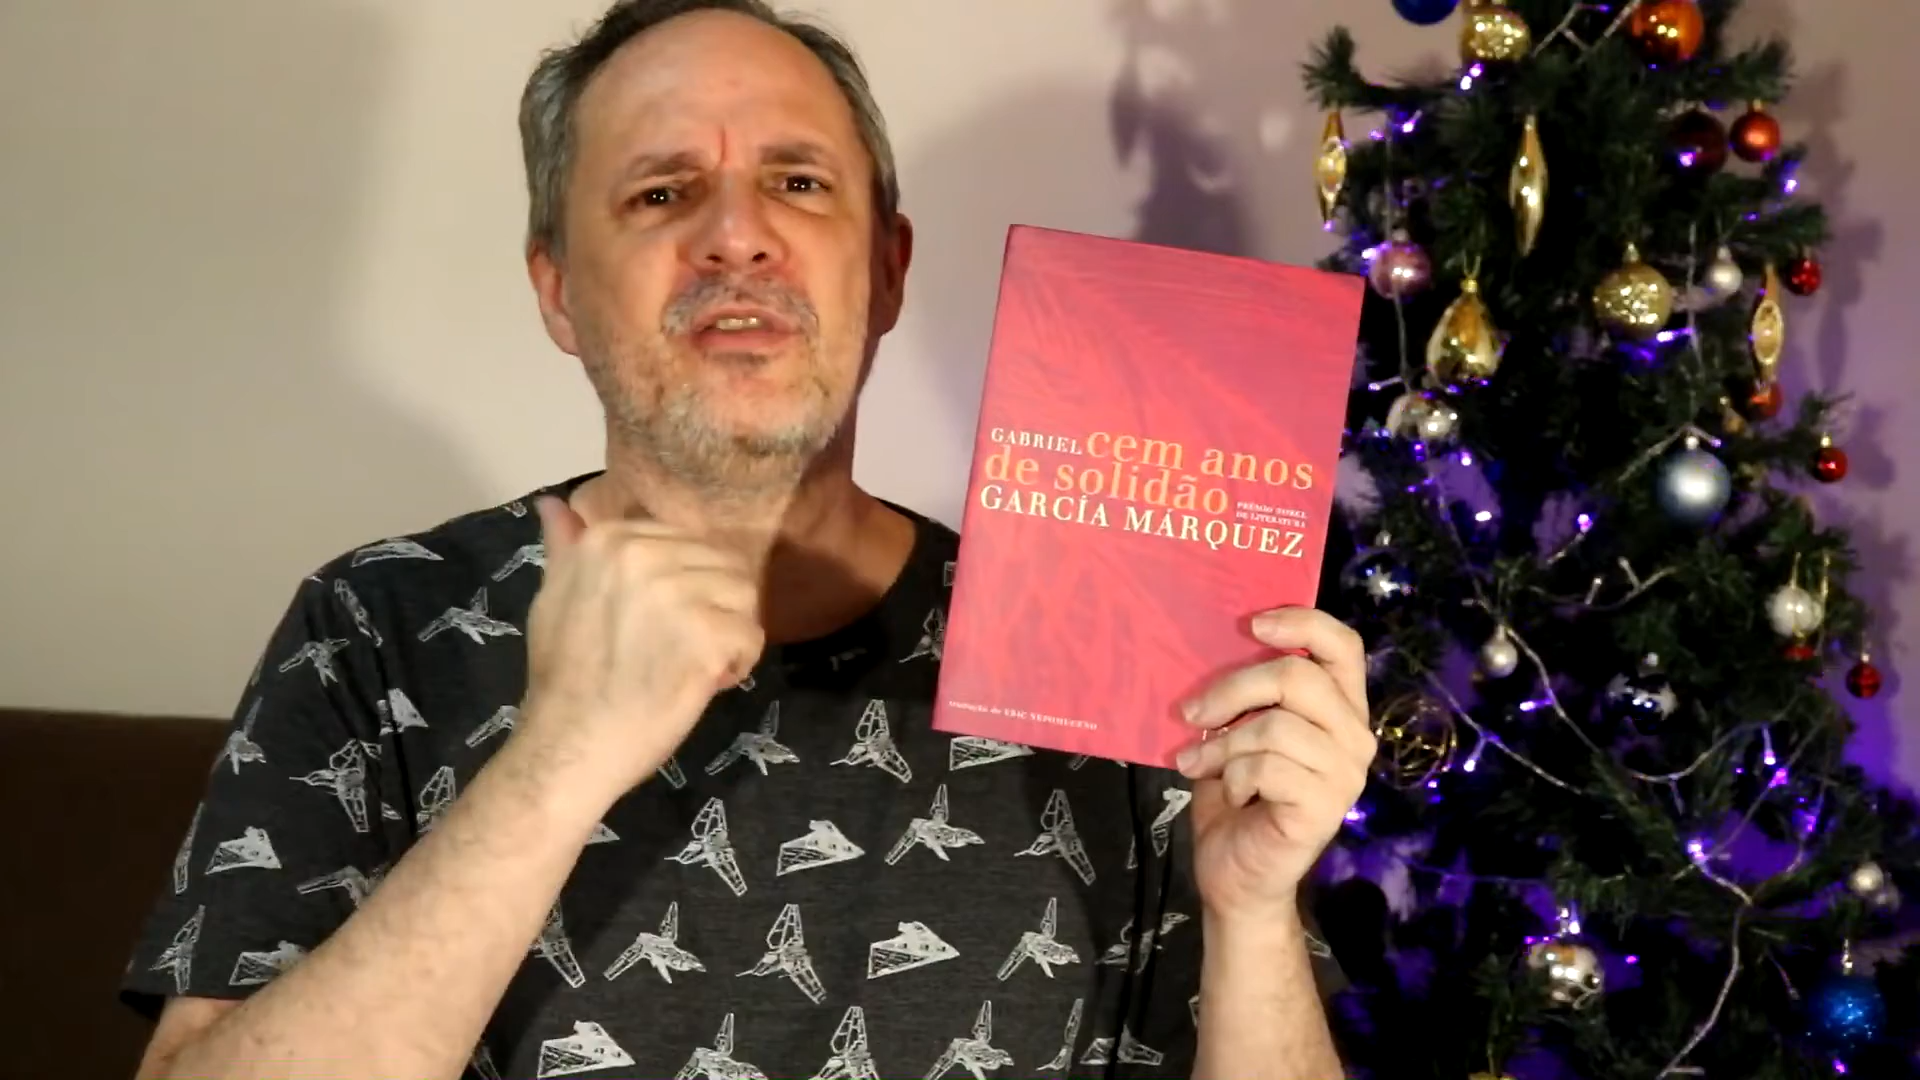 GABRIEL cem anos
de solidão
PRÊMIO NOBEL
DE LITERATURA
GARCÍA MÁRQUEZ
tradução de ERIC NEPOMUCENO